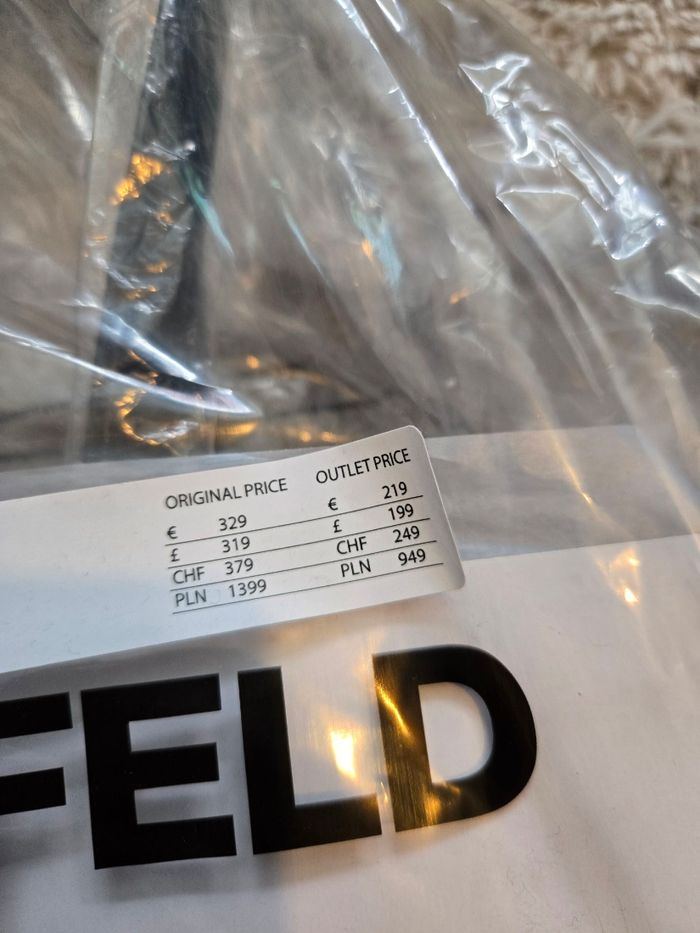 ORIGINAL PRICE OUTLET PRICE
€ 329 € 219
£ 319 £ 199
CHF 379 CHF 249
PLN 1399 PLN 949
FELD